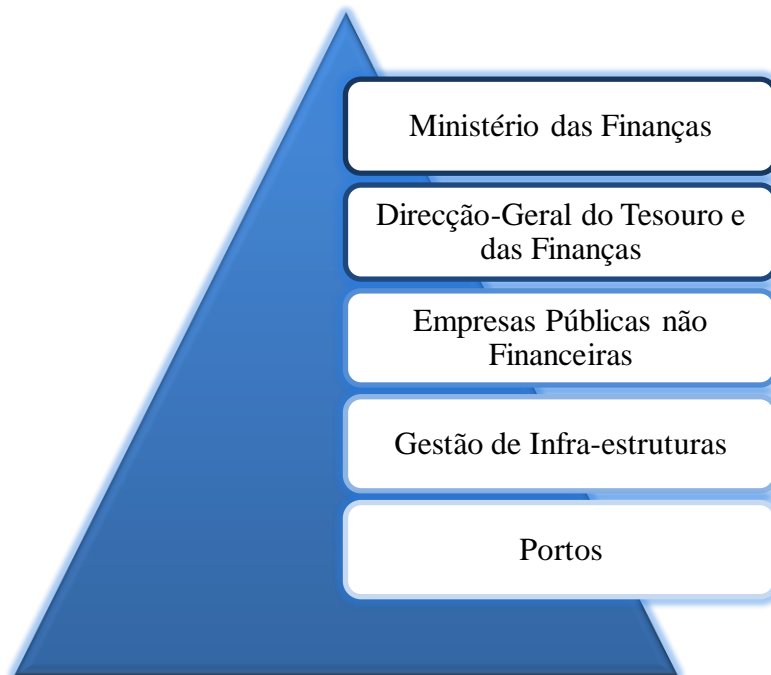 Ministério das Finanças
Direcção-Geral do Tesouro e
das Finanças
Empresas Públicas não
Financeiras
Gestão de Infra-estruturas
Portos